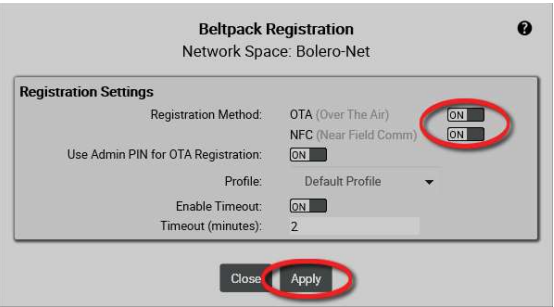 Beltpack Registration
?
Network Space: Bolero-Net
Registration Settings
Registration Method: OTA (Over The Air) ON
NFC (Near Field Comm) ON
Use Admin PIN for OTA Registration: ON
Profile: Default Profile
Enable Timeout: ON
Timeout (minutes): 2
Close Apply